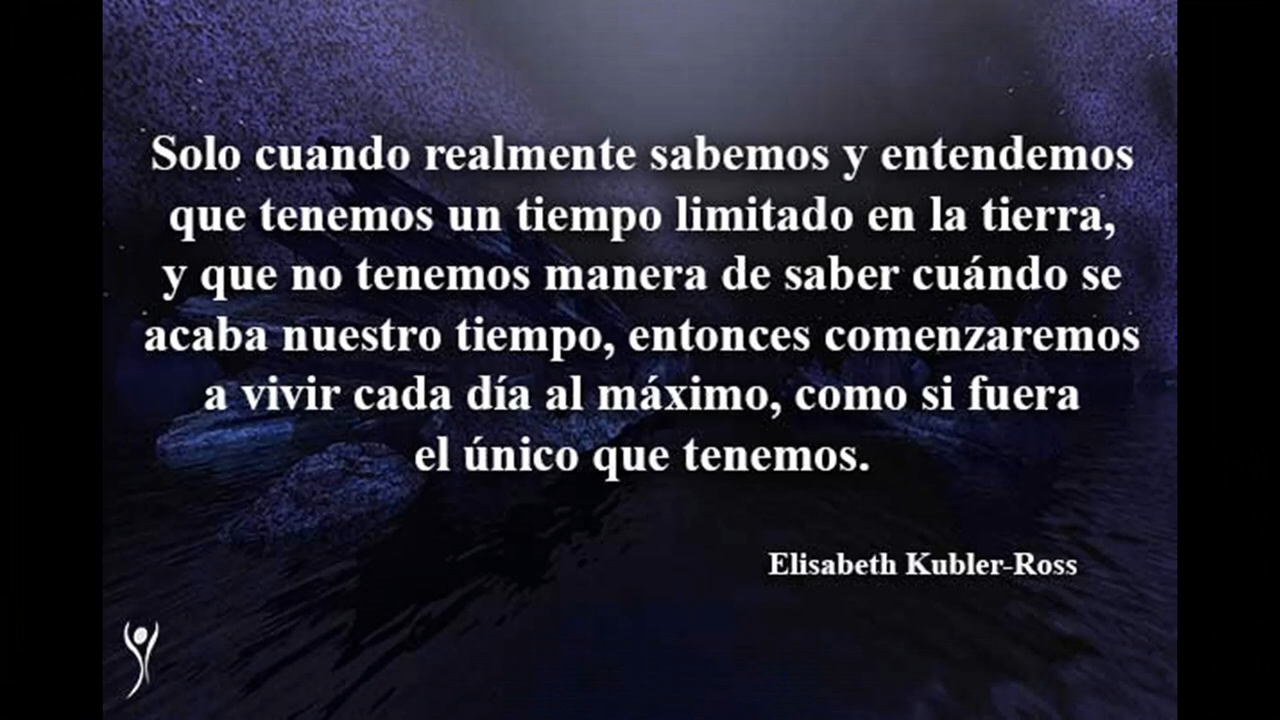 Solo cuando realmente sabemos y entendemos
que tenemos un tiempo limitado en la tierra,
y que no tenemos manera de saber cuándo se
acaba nuestro tiempo, entonces comenzaremos
a vivir cada día al máximo, como si fuera
el único que tenemos.
Elisabeth Kubler-Ross